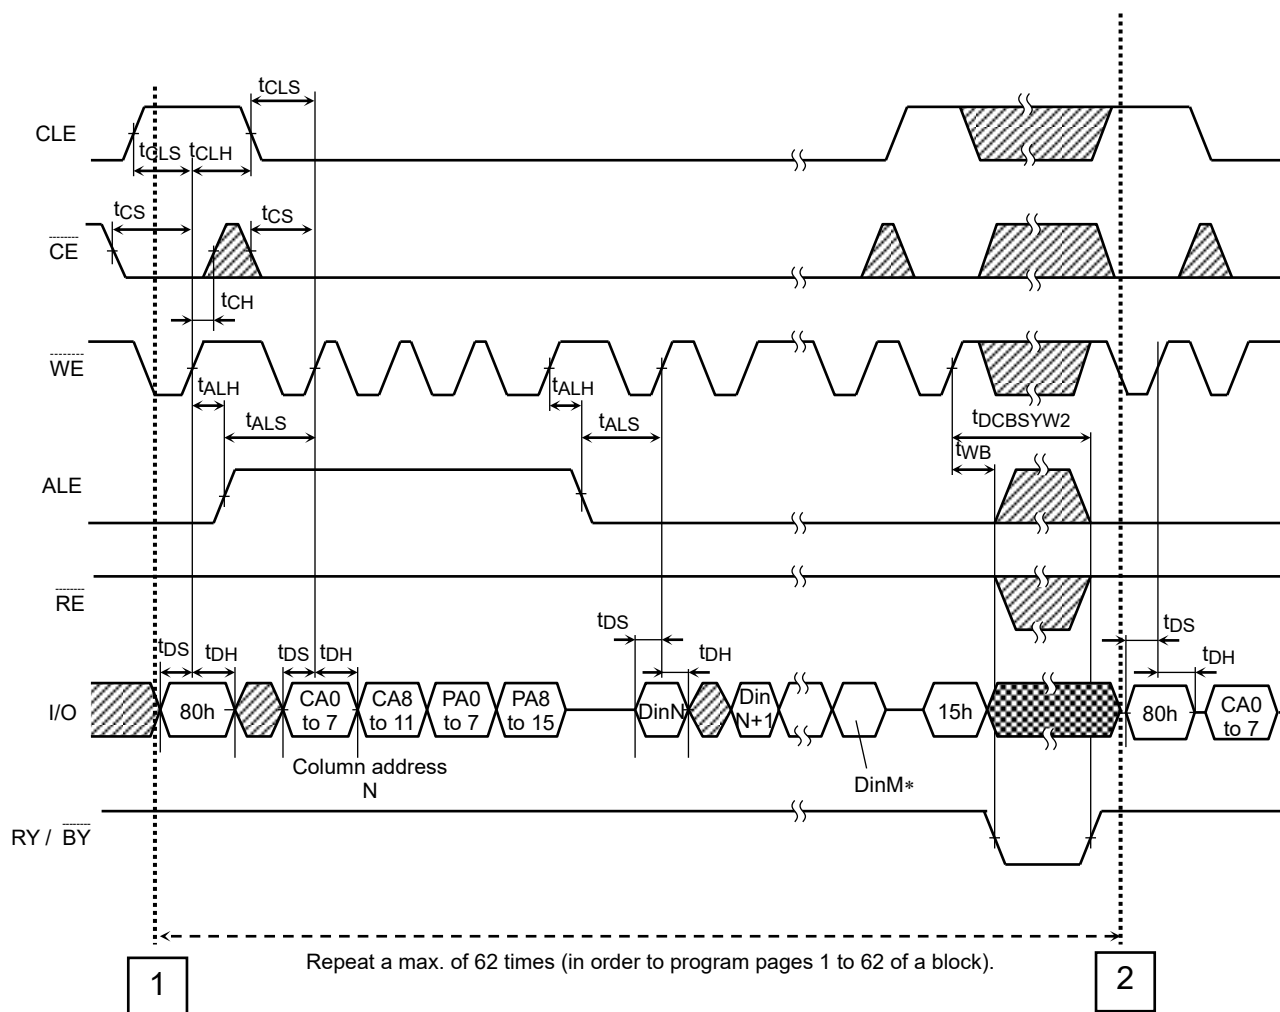 tCLS
CLE
tCLS
tCLH
tCS
tCS
CE
tCH
WE
tALH
tALH
tALS
tALS
tDCBSYW2
tWB
ALE
RE
tDS
tDS
tDS
tDH
tDS
tDH
tDH
tDH
I/O
80h
CA0
to 7
CA8
to 11
PA0
to 7
PA8
to 15
DinN
Din
N+1
15h
80h
CA0
to 7
Column address
N
DinM*
RY / BY
Repeat a max. of 62 times (in order to program pages 1 to 62 of a block).
1
2